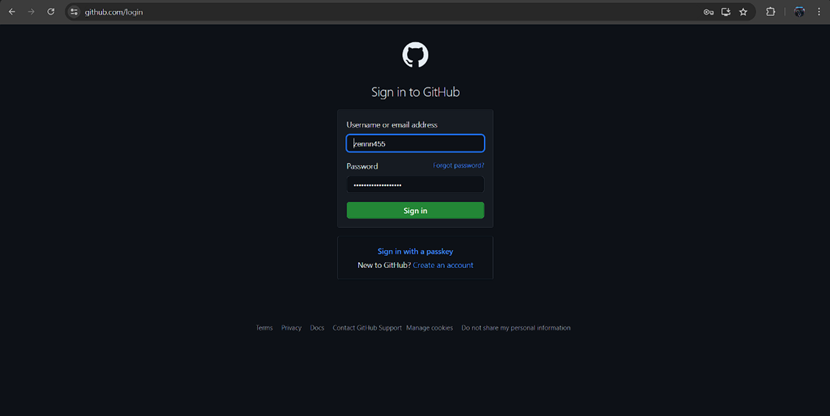 github.com/login
Sign in to GitHub
Username or email address
zennn455
Password Forgot password?
•••••••••••••••••••
Sign in
Sign in with a passkey
New to GitHub? Create an account
Terms Privacy Docs Contact GitHub Support Manage cookies Do not share my personal information